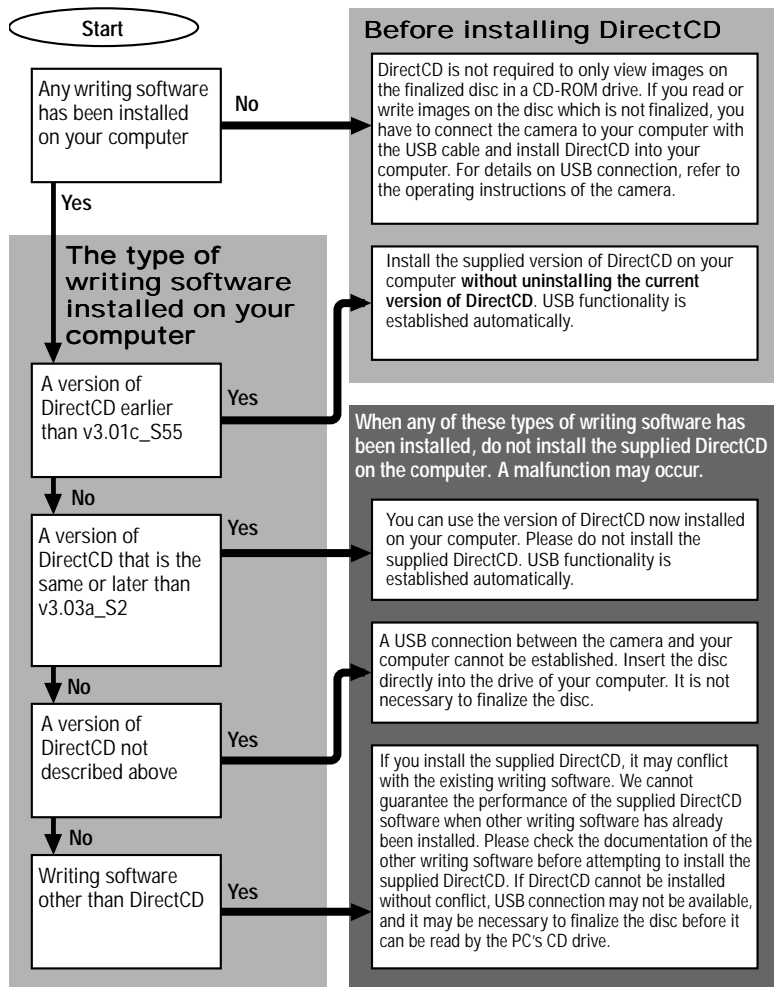 Start
Before installing DirectCD
Any writing software
has been installed
on your computer
No
DirectCD is not required to only view images on
the finalized disc in a CD-ROM drive. If you read or
write images on the disc which is not finalized, you
have to connect the camera to your computer with
the USB cable and install DirectCD into your
computer. For details on USB connection, refer to
the operating instructions of the camera.
Yes
The type of
writing software
installed on your
computer
Install the supplied version of DirectCD on your
computer without uninstalling the current
version of DirectCD. USB functionality is
established automatically.
A version of
DirectCD earlier
than v3.01c_S55
Yes
When any of these types of writing software has
been installed, do not install the supplied DirectCD
on the computer. A malfunction may occur.
No
A version of
DirectCD that is the
same or later than
v3.03a_S2
Yes
You can use the version of DirectCD now installed
on your computer. Please do not install the
supplied DirectCD. USB functionality is
established automatically.
No
A version of
DirectCD not
described above
Yes
A USB connection between the camera and your
computer cannot be established. Insert the disc
directly into the drive of your computer. It is not
necessary to finalize the disc.
No
Writing software
other than DirectCD
Yes
If you install the supplied DirectCD, it may conflict
with the existing writing software. We cannot
guarantee the performance of the supplied DirectCD
software when other writing software has already
been installed. Please check the documentation of the
other writing software before attempting to install the
supplied DirectCD. If DirectCD cannot be installed
without conflict, USB connection may not be available,
and it may be necessary to finalize the disc before it
can be read by the PC's CD drive.